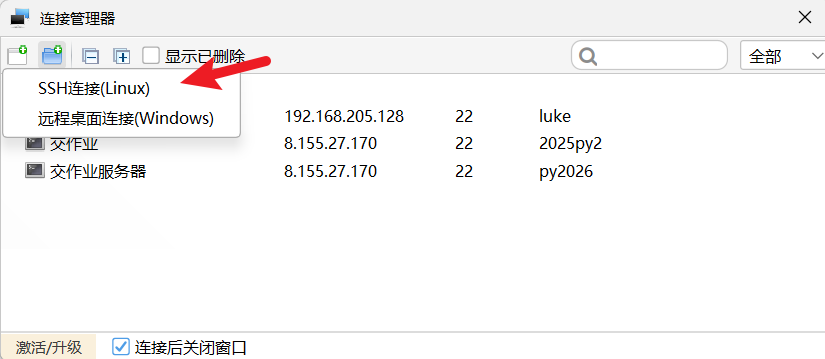 连接管理器
显示已删除
全部
SSH连接(Linux)
远程桌面连接(Windows)
192.168.205.128 22 luke
交作业 8.155.27.170 22 2025py2
交作业服务器 8.155.27.170 22 py2026
激活/升级 连接后关闭窗口